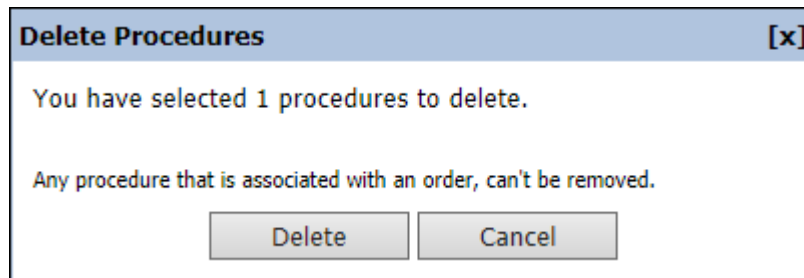 Delete Procedures [x]
You have selected 1 procedures to delete.
Any procedure that is associated with an order, can't be removed.
Delete Cancel